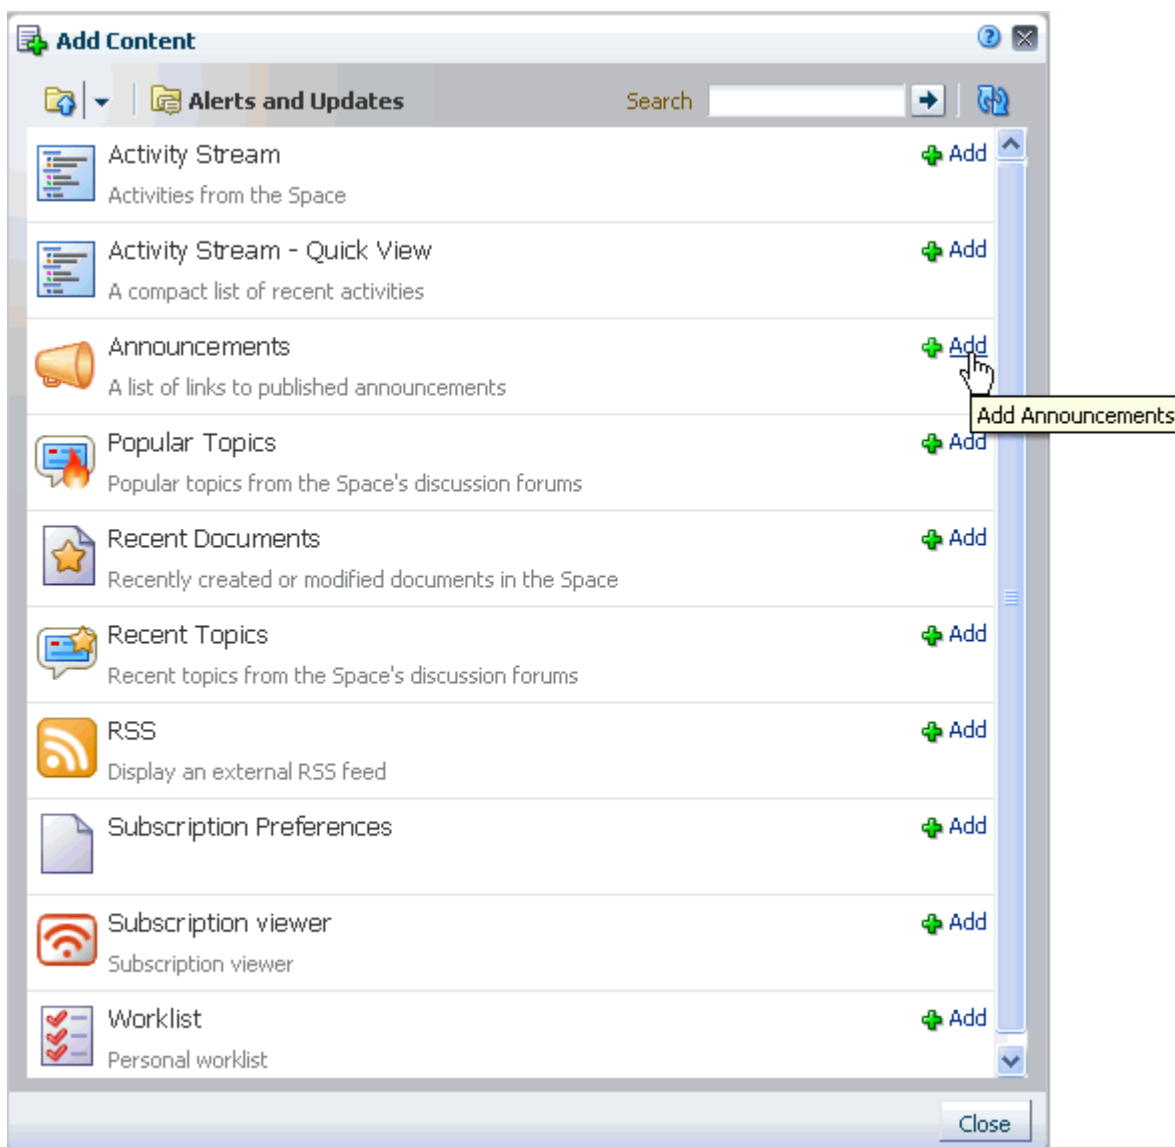 Add Content
Alerts and Updates Search
Activity Stream Add
Activities from the Space
Activity Stream - Quick View Add
A compact list of recent activities
Announcements Add
A list of links to published announcements
Add Announcements
Popular Topics Add
Popular topics from the Space's discussion forums
Recent Documents Add
Recently created or modified documents in the Space
Recent Topics Add
Recent topics from the Space's discussion forums
RSS Add
Display an external RSS feed
Subscription Preferences Add
Subscription viewer Add
Subscription viewer
Worklist Add
Personal worklist
Close